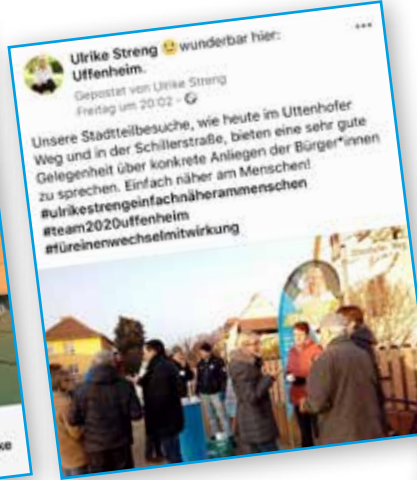 Ulrike Streng wunderbar hier:
Uffenheim.
Gepostet von Ulrike Streng
Freitag um 20:02 ·
Unsere Stadtteilbesuche, wie heute im Uttenhofer
Weg und in der Schillerstraße, bieten eine sehr gute
Gelegenheit über konkrete Anliegen der Bürger*innen
zu sprechen. Einfach näher am Menschen!
#ulrikestrengeinfachnäherammenschen
#team2020uffenheim
#füreinenwechselmitwirkung
ke